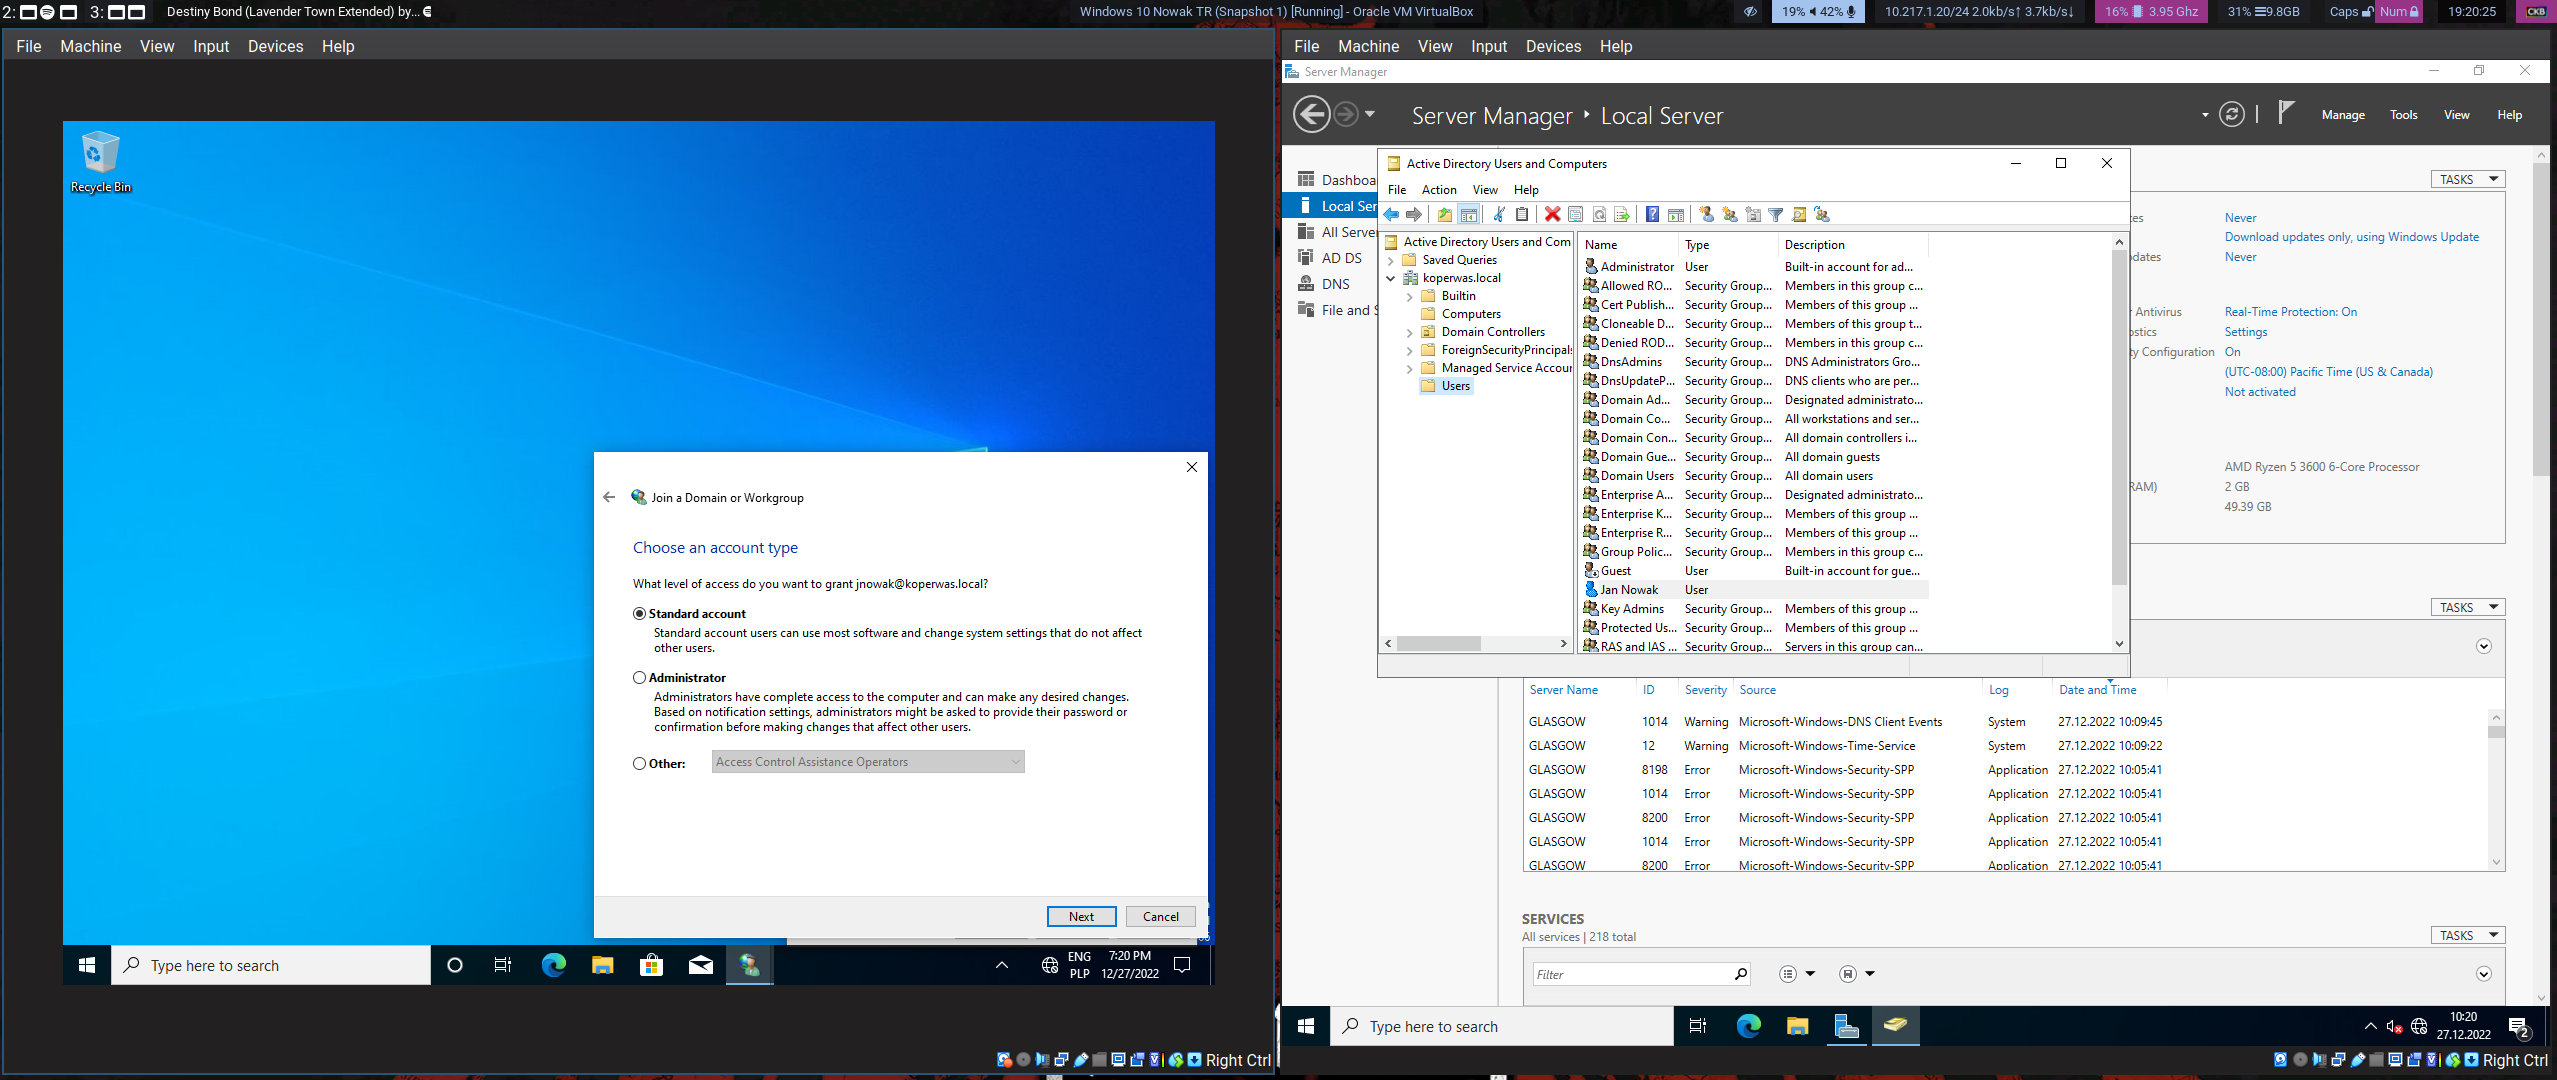 2:
3:
Destiny Bond (Lavender Town Extended) by...
Windows 10 Nowak TR (Snapshot 1) [Running] - Oracle VM VirtualBox
19% 42%
10.217.1.20/24 2.0kb/s↑ 3.7kb/s↓
16% 3.95 Ghz
31% 9.8GB
Caps Num
19:20:25
CKB
File Machine View Input Devices Help
Recycle Bin
Join a Domain or Workgroup
Choose an account type
What level of access do you want to grant jnowak@koperwas.local?
Standard account
Standard account users can use most software and change system settings that do not affect
other users.
Administrator
Administrators have complete access to the computer and can make any desired changes.
Based on notification settings, administrators might be asked to provide their password or
confirmation before making changes that affect other users.
Other: Access Control Assistance Operators
Next Cancel
Type here to search
ENG
PLP
7:20 PM
12/27/2022
Right Ctrl
File Machine View Input Devices Help
Server Manager
Server Manager Local Server
Manage Tools View Help
Dashboa
Local Ser
All Serve
AD DS
DNS
File and S
Active Directory Users and Computers
File Action View Help
Active Directory Users and Com
Saved Queries
koperwas.local
Builtin
Computers
Domain Controllers
ForeignSecurityPrincipals
Managed Service Accour
Users
Name Type Description
Administrator User Built-in account for ad...
Allowed RO... Security Group... Members in this group c...
Cert Publish... Security Group... Members of this group ...
Cloneable D... Security Group... Members of this group t...
Denied ROD... Security Group... Members in this group c...
DnsAdmins Security Group... DNS Administrators Gro...
DnsUpdateP... Security Group... DNS clients who are per...
Domain Ad... Security Group... Designated administrato...
Domain Co... Security Group... All workstations and ser...
Domain Con... Security Group... All domain controllers i...
Domain Gue... Security Group... All domain guests
Domain Users Security Group... All domain users
Enterprise A... Security Group... Designated administrato...
Enterprise K... Security Group... Members of this group ...
Enterprise R... Security Group... Members of this group ...
Group Polic... Security Group... Members in this group c...
Guest User Built-in account for gue...
Jan Nowak User
Key Admins Security Group... Members of this group ...
Protected Us... Security Group... Members of this group ...
RAS and IAS ... Security Group... Servers in this group can...
TASKS
tes Never
Download updates only, using Windows Update
dates Never
r Antivirus Real-Time Protection: On
ostics Settings
ty Configuration On
(UTC-08:00) Pacific Time (US & Canada)
Not activated
AMD Ryzen 5 3600 6-Core Processor
RAM) 2 GB
49.39 GB
TASKS
Server Name ID Severity Source Log Date and Time
GLASGOW 1014 Warning Microsoft-Windows-DNS Client Events System 27.12.2022 10:09:45
GLASGOW 12 Warning Microsoft-Windows-Time-Service System 27.12.2022 10:09:22
GLASGOW 8198 Error Microsoft-Windows-Security-SPP Application 27.12.2022 10:05:41
GLASGOW 1014 Error Microsoft-Windows-Security-SPP Application 27.12.2022 10:05:41
GLASGOW 8200 Error Microsoft-Windows-Security-SPP Application 27.12.2022 10:05:41
GLASGOW 1014 Error Microsoft-Windows-Security-SPP Application 27.12.2022 10:05:41
GLASGOW 8200 Error Microsoft-Windows-Security-SPP Application 27.12.2022 10:05:41
SERVICES
All services | 218 total
TASKS
Filter
Type here to search
10:20
27.12.2022
2
Right Ctrl